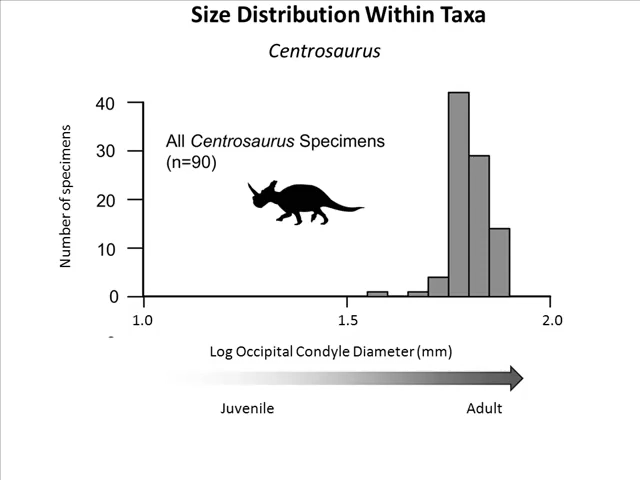 Size Distribution Within Taxa
Centrosaurus
Number of specimens
40
30
20
10
0
All Centrosaurus Specimens
(n=90)
1.0
1.5
2.0
-
Log Occipital Condyle Diameter (mm)
Juvenile
Adult